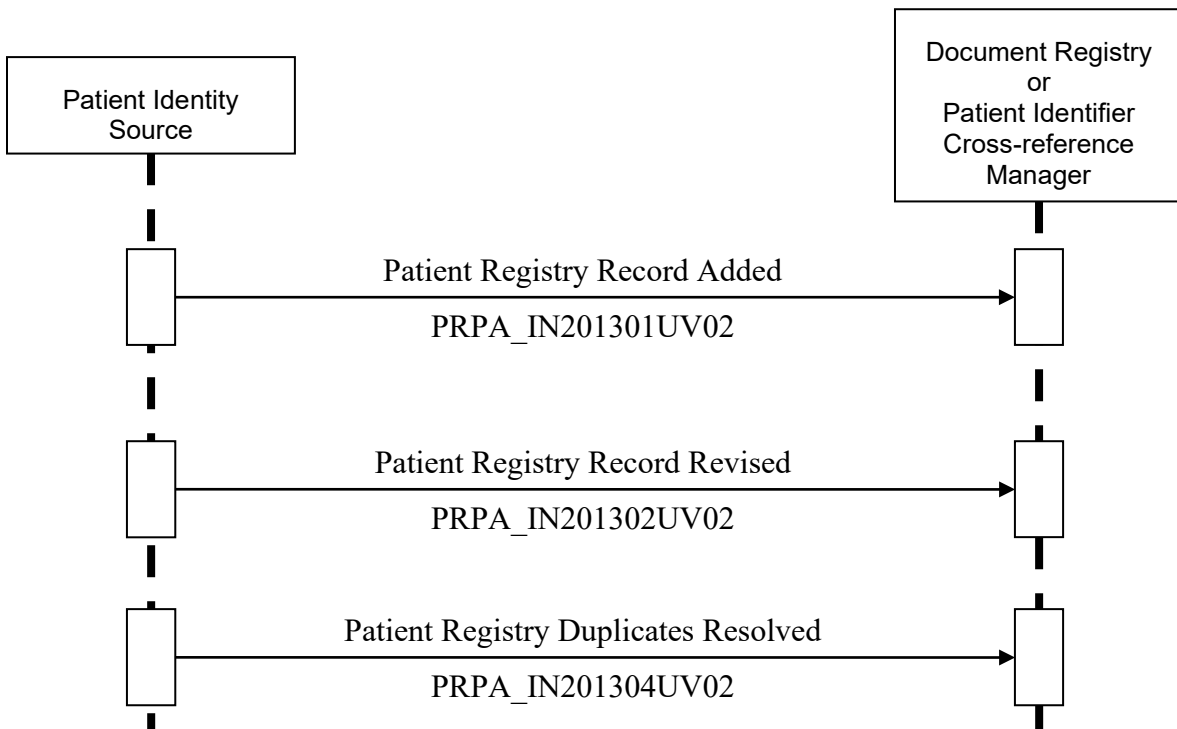 Patient Identity
Source
Document Registry
or
Patient Identifier
Cross-reference
Manager
Patient Registry Record Added
PRPA_IN201301UV02
Patient Registry Record Revised
PRPA_IN201302UV02
Patient Registry Duplicates Resolved
PRPA_IN201304UV02